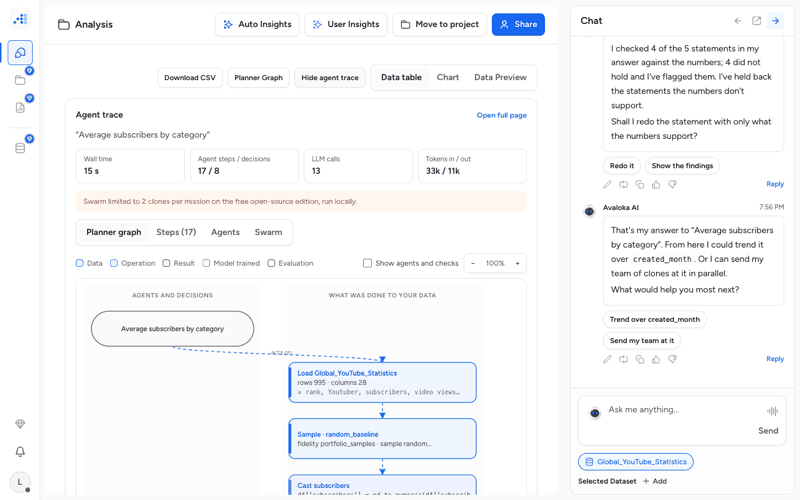 Analysis
Auto Insights
User Insights
Move to project
Share
Download CSV
Planner Graph
Hide agent trace
Data table
Chart
Data Preview
Agent trace
Open full page
"Average subscribers by category"
Wall time
15 s
Agent steps / decisions
17 / 8
LLM calls
13
Tokens in / out
33k / 11k
Swarm limited to 2 clones per mission on the free open-source edition, run locally.
Planner graph
Steps (17)
Agents
Swarm
Data
Operation
Result
Model trained
Evaluation
Show agents and checks
− 100% +
AGENTS AND DECISIONS
WHAT WAS DONE TO YOUR DATA
Average subscribers by category
acts on
Load Global_YouTube_Statistics
rows 995 · columns 28
rank, Youtuber, subscribers, video views…
Sample · random_baseline
fidelity portfolio_samples · sample random…
Cast subscribers
L
Chat
I checked 4 of the 5 statements in my
answer against the numbers; 4 did not
hold and I've flagged them. I've held back
the statements the numbers don't
support.
Shall I redo the statement with only what
the numbers support?
Redo it
Show the findings
Reply
Avaloka AI
7:56 PM
That's my answer to "Average subscribers
by category". From here I could trend it
over created_month. Or I can send my
team of clones at it in parallel.
What would help you most next?
Trend over created_month
Send my team at it
Reply
Ask me anything...
Send
Global_YouTube_Statistics
Selected Dataset
+ Add